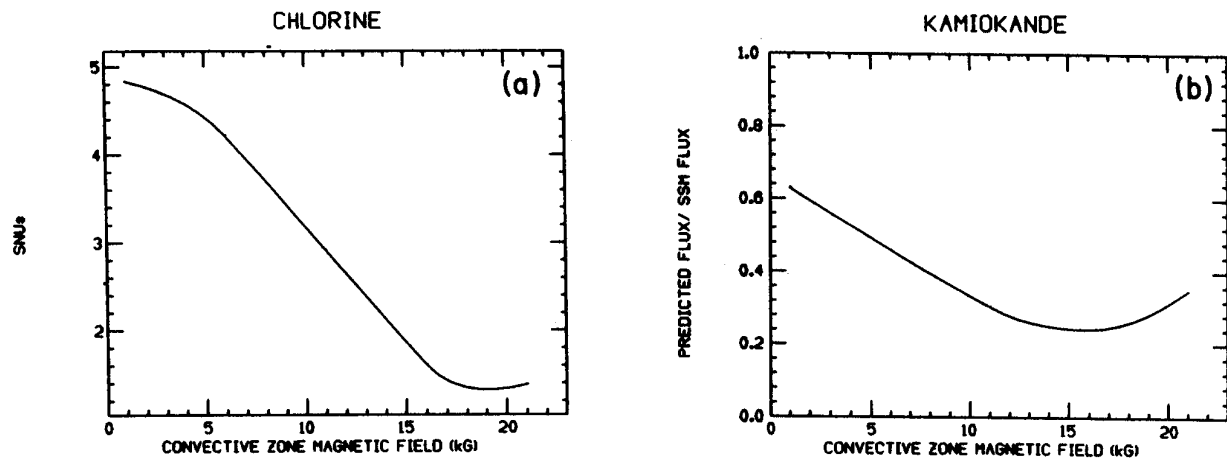 CHLORINE
(a)
SNUs
5
4
3
2
0 5 10 15 20
CONVECTIVE ZONE MAGNETIC FIELD (kG)
KAMIOKANDE
(b)
PREDICTED FLUX/ SSM FLUX
1.0
0.8
0.6
0.4
0.2
0.0
0 5 10 15 20
CONVECTIVE ZONE MAGNETIC FIELD (kG)